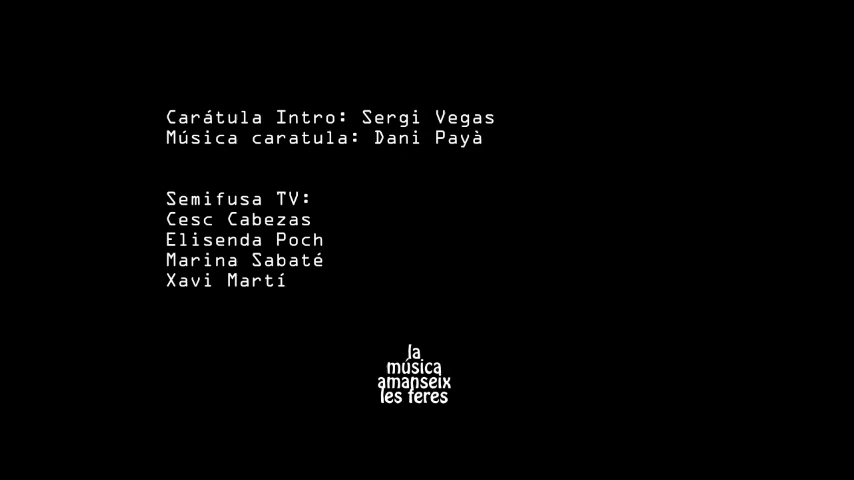 Carátula Intro: Sergi Vegas
Música caratula: Dani Payà
Semifusa TV:
Cesc Cabezas
Elisenda Poch
Marina Sabaté
Xavi Martí
la
música
amanseix
les feres